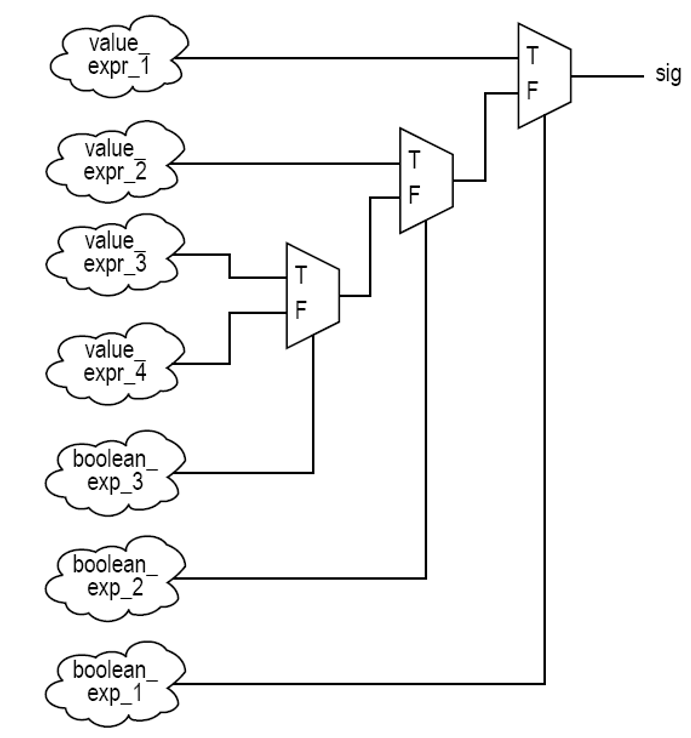 value_
expr_1
T
F
sig
value_
expr_2
T
F
value_
expr_3
T
F
value_
expr_4
boolean_
exp_3
boolean_
exp_2
boolean_
exp_1